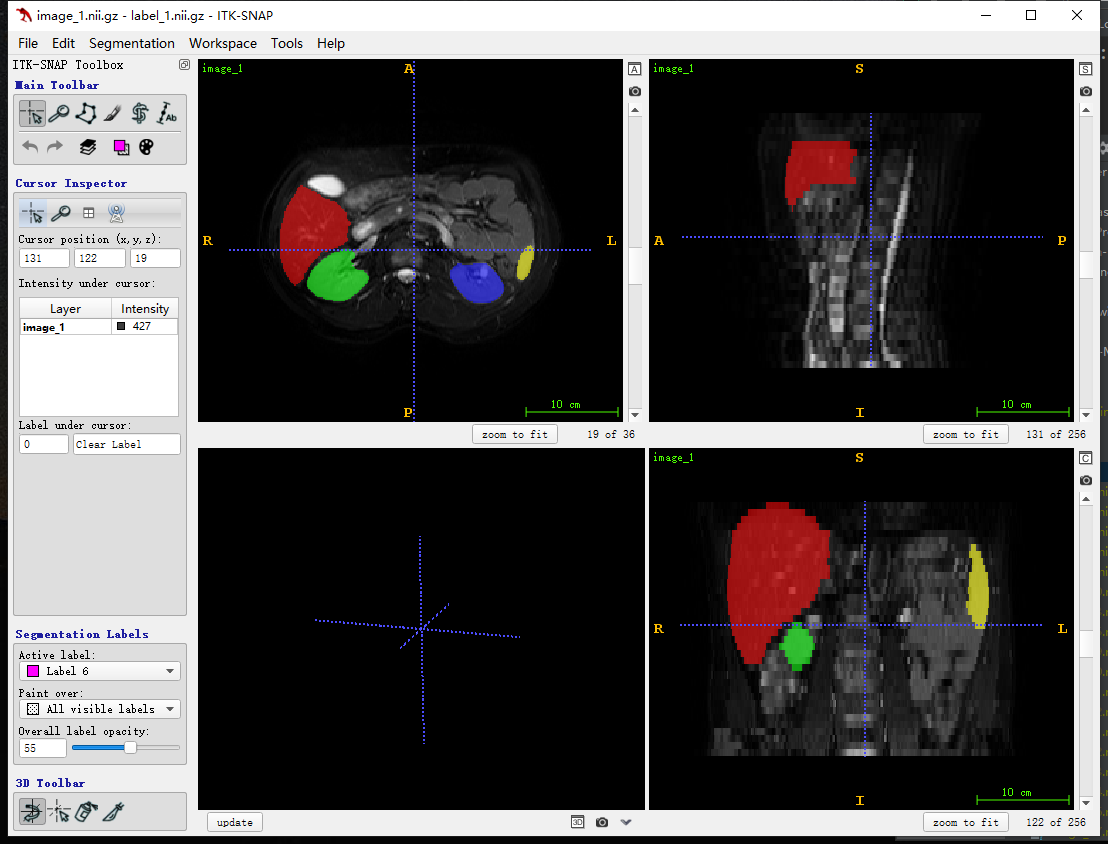 image_1.nii.gz - label_1.nii.gz - ITK-SNAP
File Edit Segmentation Workspace Tools Help
ITK-SNAP Toolbox
Main Toolbar
Ab
Cursor Inspector
Cursor position (x,y,z):
131 122 19
Intensity under cursor:
Layer Intensity
image_1 427
Label under cursor:
0 Clear Label
Segmentation Labels
Active label:
Label 6
Paint over:
All visible labels
Overall label opacity:
55
3D Toolbar
image_1
A
R
L
P
10 cm
A
zoom to fit 19 of 36
image_1
S
A
P
I
10 cm
S
zoom to fit 131 of 256
update
3D
image_1
S
R
L
I
10 cm
C
zoom to fit 122 of 256